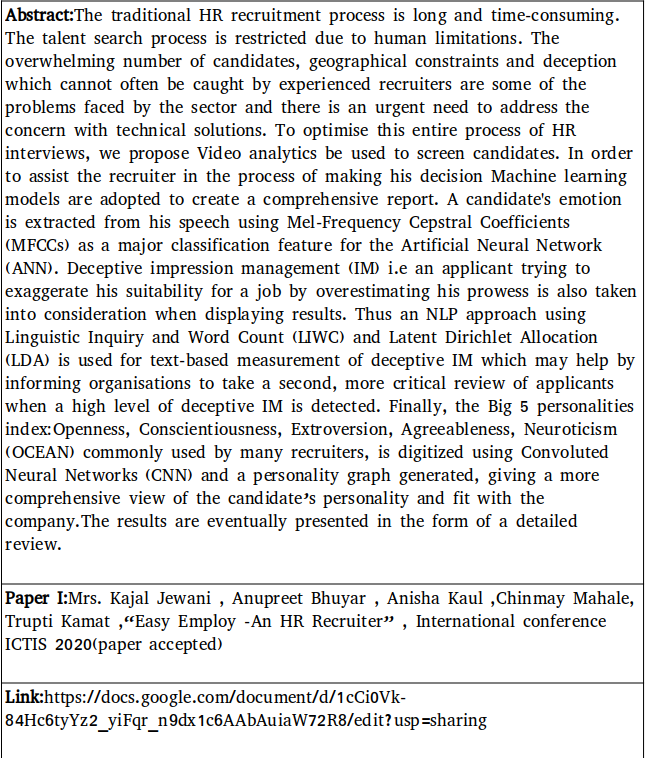 Abstract:The traditional HR recruitment process is long and time-consuming.
The talent search process is restricted due to human limitations. The
overwhelming number of candidates, geographical constraints and deception
which cannot often be caught by experienced recruiters are some of the
problems faced by the sector and there is an urgent need to address the
concern with technical solutions. To optimise this entire process of HR
interviews, we propose Video analytics be used to screen candidates. In order
to assist the recruiter in the process of making his decision Machine learning
models are adopted to create a comprehensive report. A candidate's emotion
is extracted from his speech using Mel-Frequency Cepstral Coefficients
(MFCCs) as a major classification feature for the Artificial Neural Network
(ANN). Deceptive impression management (IM) i.e an applicant trying to
exaggerate his suitability for a job by overestimating his prowess is also taken
into consideration when displaying results. Thus an NLP approach using
Linguistic Inquiry and Word Count (LIWC) and Latent Dirichlet Allocation
(LDA) is used for text-based measurement of deceptive IM which may help by
informing organisations to take a second, more critical review of applicants
when a high level of deceptive IM is detected. Finally, the Big 5 personalities
index:Openness, Conscientiousness, Extroversion, Agreeableness, Neuroticism
(OCEAN) commonly used by many recruiters, is digitized using Convoluted
Neural Networks (CNN) and a personality graph generated, giving a more
comprehensive view of the candidate’s personality and fit with the
company.The results are eventually presented in the form of a detailed
review.
Paper I:Mrs. Kajal Jewani , Anupreet Bhuyar , Anisha Kaul ,Chinmay Mahale,
Trupti Kamat ,“Easy Employ -An HR Recruiter” , International conference
ICTIS 2020(paper accepted)
Link:https://docs.google.com/document/d/1cCi0Vk-
84Hc6tyYz2_yiFqr_n9dx1c6AAbAuiaW72R8/edit?usp=sharing